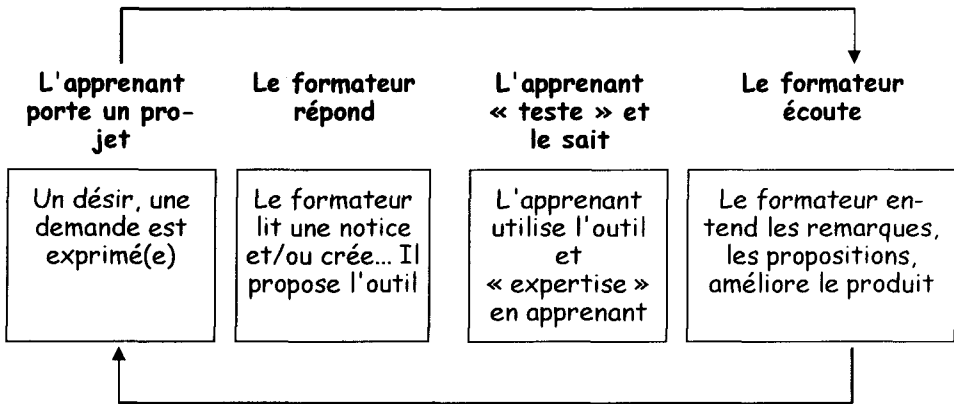 L'apprenant
porte un pro-
jet
Le formateur
répond
L'apprenant
« teste » et
le sait
Le formateur
écoute
Un désir, une
demande est
exprimé(e)
Le formateur
lit une notice
et/ou crée... Il
propose l'outil
L'apprenant
utilise l'outil
et
« expertise »
en apprenant
Le formateur en-
tend les remarques,
les propositions,
améliore le produit